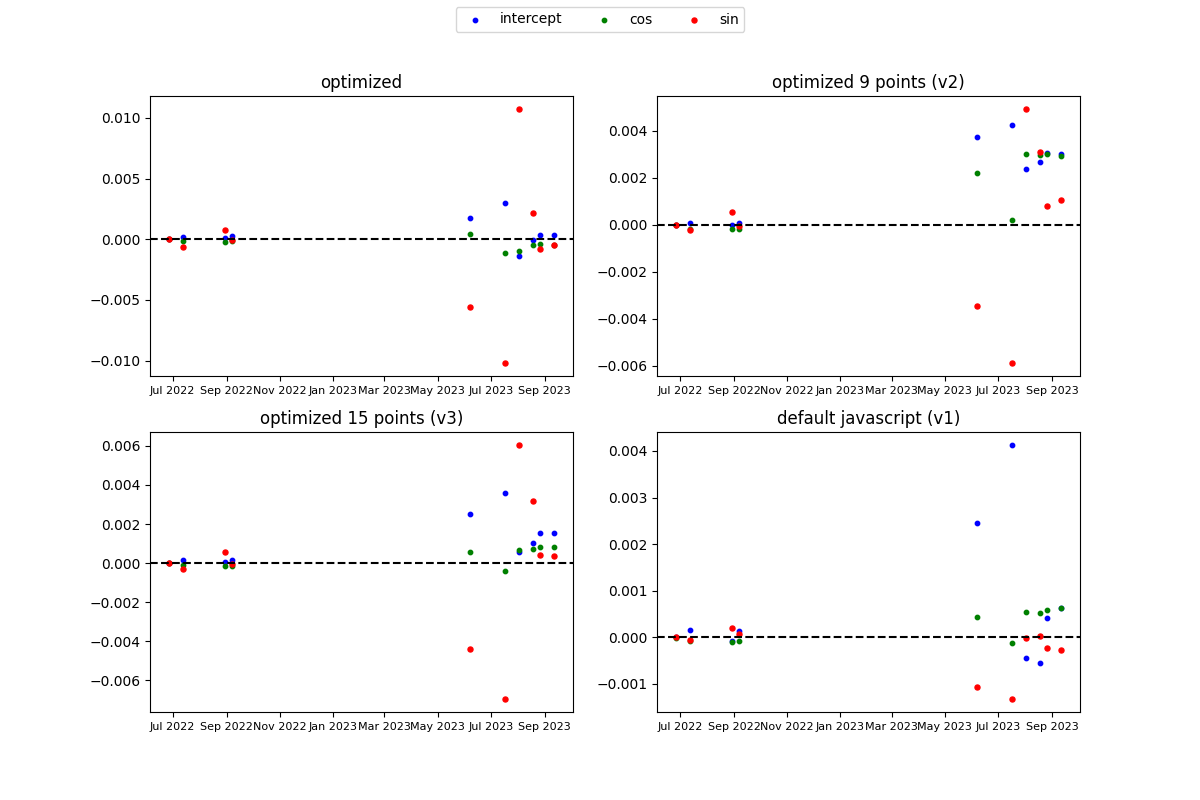 intercept cos sin
optimized
0.010
0.005
0.000
−0.005
−0.010
Jul 2022 Sep 2022 Nov 2022 Jan 2023 Mar 2023 May 2023 Jul 2023 Sep 2023
optimized 9 points (v2)
0.004
0.002
0.000
−0.002
−0.004
−0.006
Jul 2022 Sep 2022 Nov 2022 Jan 2023 Mar 2023 May 2023 Jul 2023 Sep 2023
optimized 15 points (v3)
0.006
0.004
0.002
0.000
−0.002
−0.004
−0.006
Jul 2022 Sep 2022 Nov 2022 Jan 2023 Mar 2023 May 2023 Jul 2023 Sep 2023
default javascript (v1)
0.004
0.003
0.002
0.001
0.000
−0.001
Jul 2022 Sep 2022 Nov 2022 Jan 2023 Mar 2023 May 2023 Jul 2023 Sep 2023